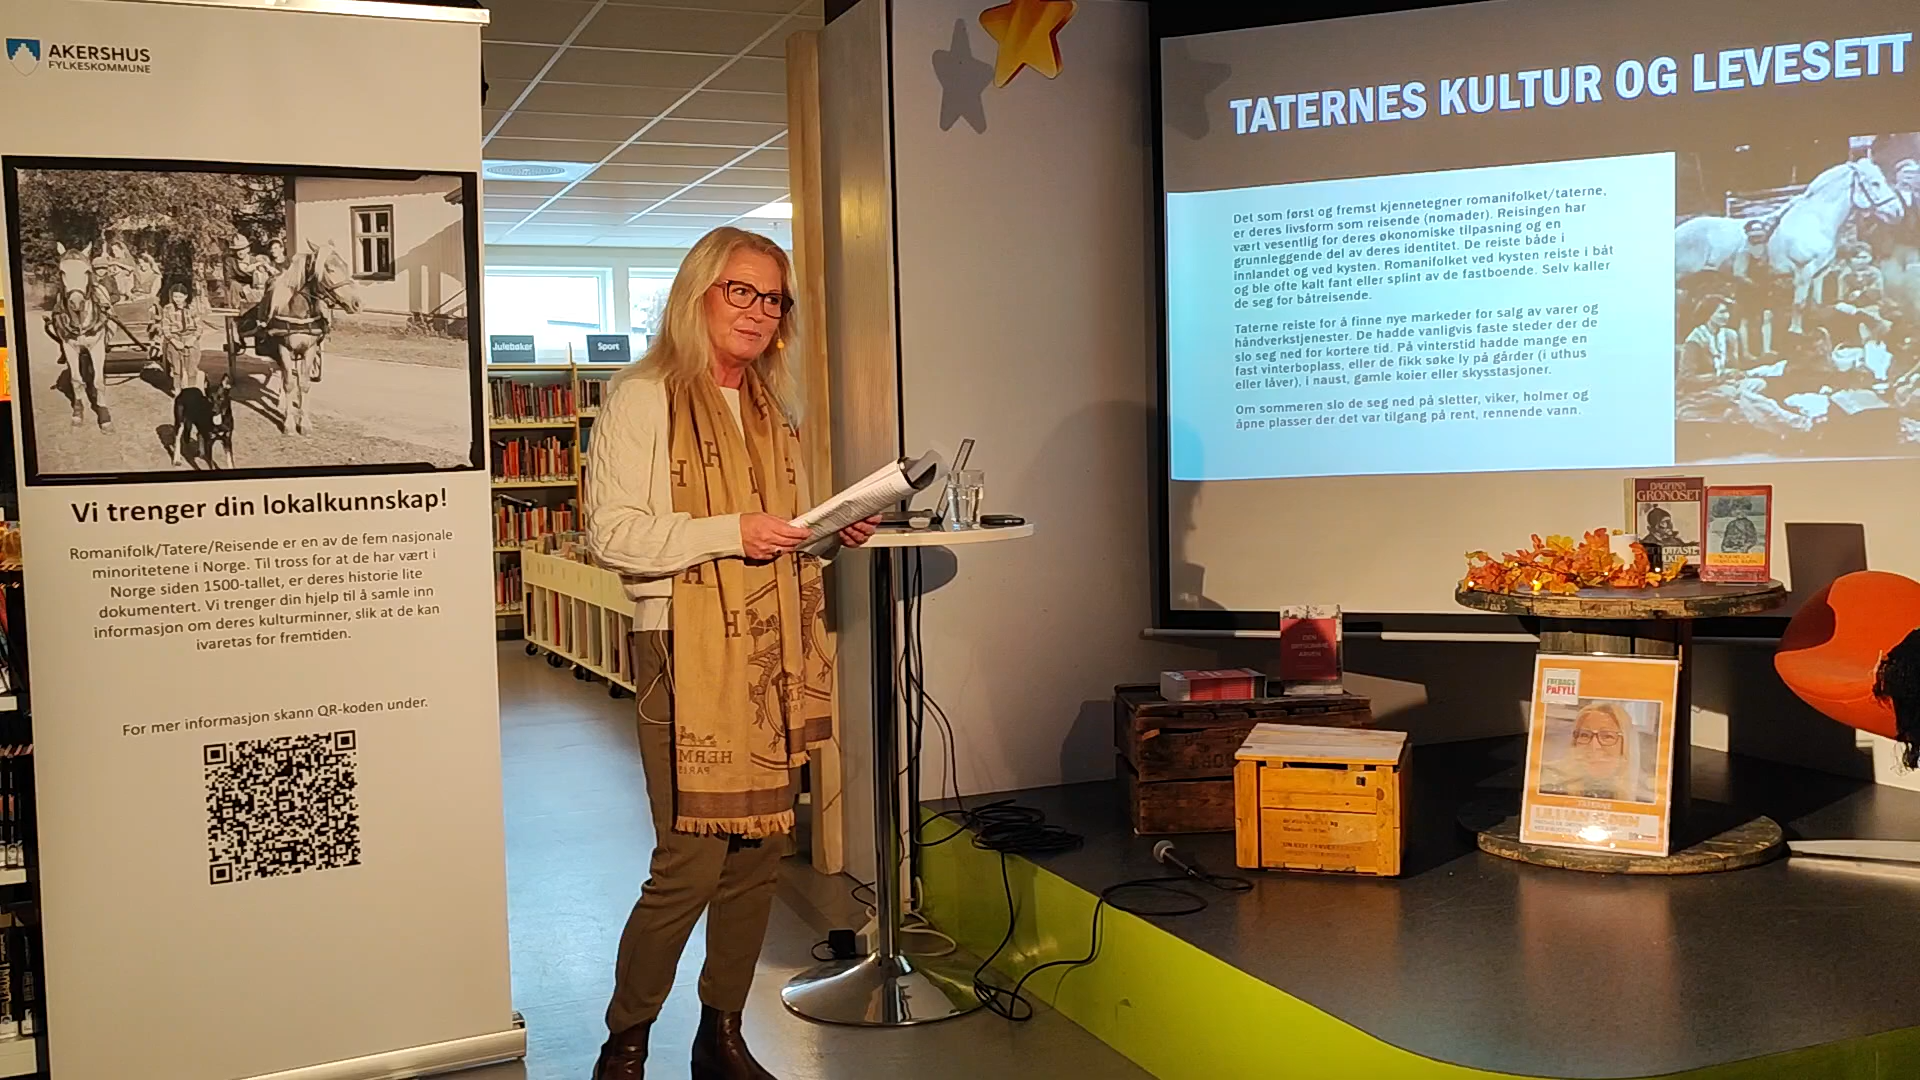 AKERSHUS
FYLKESKOMMUNE
Vi trenger din lokalkunnskap!
Romanifolk/Tatere/Reisende er en av de fem nasjonale
minoritetene i Norge. Til tross for at de har vært i
Norge siden 1500-tallet, er deres historie lite
dokumentert. Vi trenger din hjelp til å samle inn
informasjon om deres kulturminner, slik at de kan
ivaretas for fremtiden.
For mer informasjon skann QR-koden under.
Julebøker
Sport
TATERNES KULTUR OG LEVESETT
Det som først og fremst kjennetegner romanifolket/taterne,
er deres livsform som reisende (nomader). Reisingen har
vært vesentlig for deres økonomiske tilpasning og en
grunnleggende del av deres identitet. De reiste både i
innlandet og ved kysten. Romanifolket ved kysten reiste i båt
og ble ofte kalt fant eller splint av de fastboende. Selv kaller
de seg for båtreisende.
Taterne reiste for å finne nye markeder for salg av varer og
håndverkstjenester. De hadde vanligvis faste steder der de
slo seg ned for kortere tid. På vinterstid hadde mange en
fast vinterboplass, eller de fikk søke ly på gårder (i uthus
eller låver), i naust, gamle koier eller skysstasjoner.
Om sommeren slo de seg ned på sletter, viker, holmer og
åpne plasser der det var tilgang på rent, rennende vann.
DAGFINN
GRØNOSET
DEN
ARVEN
H
H
H
H
H
HERM
PARIS
FREDAGS
PÅFYLL
TATERNE